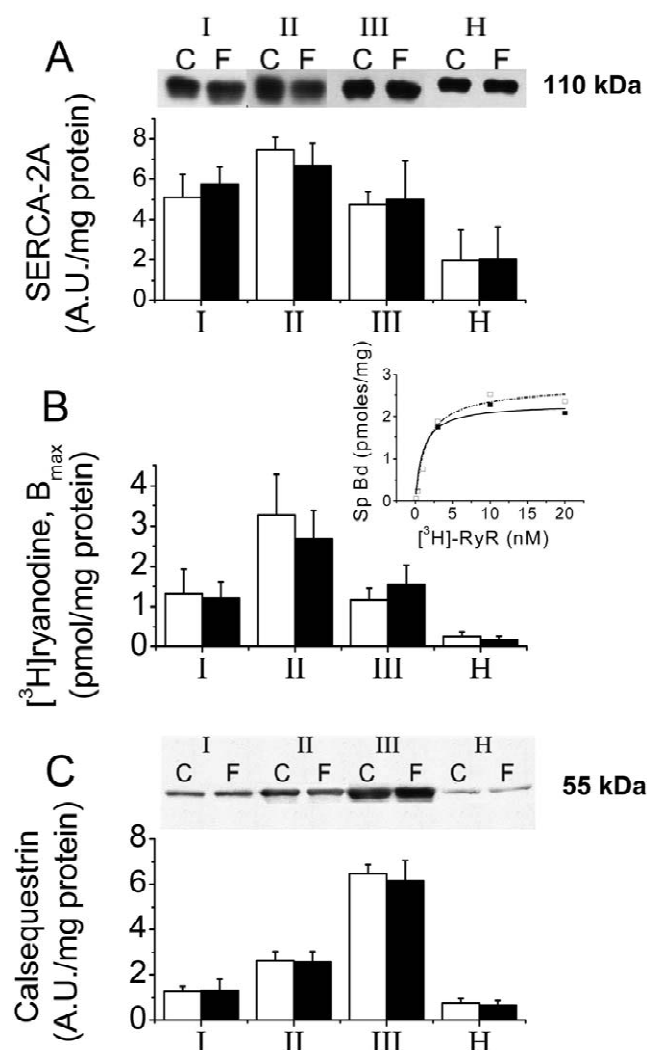 A
I II III H
C F C F C F C F
110 kDa
SERCA-2A
(A.U./mg protein)
8
6
4
2
0
I II III H
B
[³H]ryanodine, Bmax
(pmol/mg protein)
4
3
2
1
0
I II III H
Sp Bd (pmoles/mg)
3
2
1
0
0 5 10 15 20
[³H]-RyR (nM)
C
I II III H
C F C F C F C F
55 kDa
Calsequestrin
(A.U./mg protein)
8
6
4
2
0
I II III H